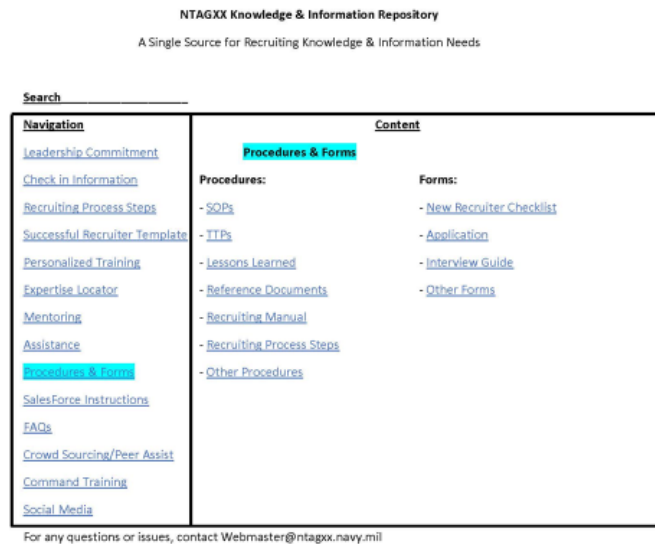 NTAGXX Knowledge & Information Repository
A Single Source for Recruiting Knowledge & Information Needs
Search
Navigation
Leadership Commitment
Check in Information
Recruiting Process Steps
Successful Recruiter Template
Personalized Training
Expertise Locator
Mentoring
Assistance
Procedures & Forms
SalesForce Instructions
FAQs
Crowd Sourcing/Peer Assist
Command Training
Social Media
Content
Procedures & Forms
Procedures:
- SOPs
- TTPs
- Lessons Learned
- Reference Documents
- Recruiting Manual
- Recruiting Process Steps
- Other Procedures
Forms:
- New Recruiter Checklist
- Application
- Interview Guide
- Other Forms
For any questions or issues, contact Webmaster@ntagxx.navy.mil